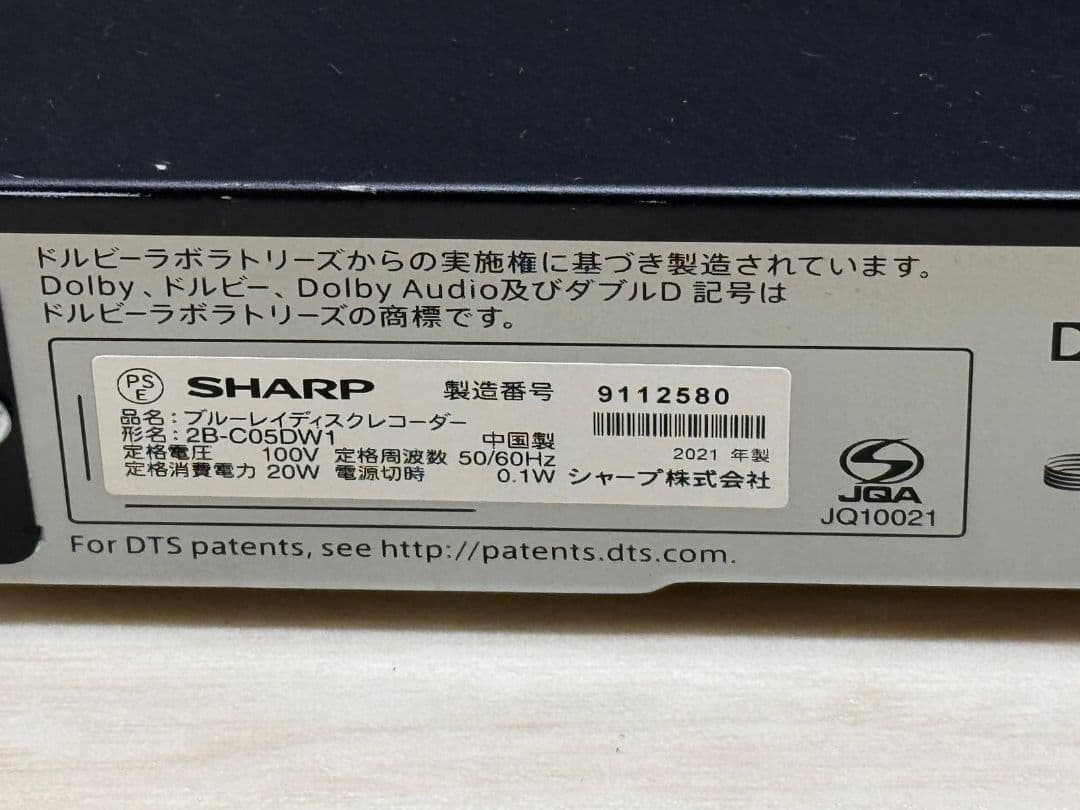 ドルビーラボラトリーズからの実施権に基づき製造されています。
Dolby、ドルビー、Dolby Audio及びダブルD 記号は
ドルビーラボラトリーズの商標です。
D
PS
E
SHARP 製造番号 9112580
品名:ブルーレイディスクレコーダー
形名:2B-C05DW1 中国製
2021 年製
定格電圧 100V 定格周波数 50/60Hz
定格消費電力 20W 電源切時 0.1W シャープ株式会社
JQA
JQ10021
For DTS patents, see http://patents.dts.com.